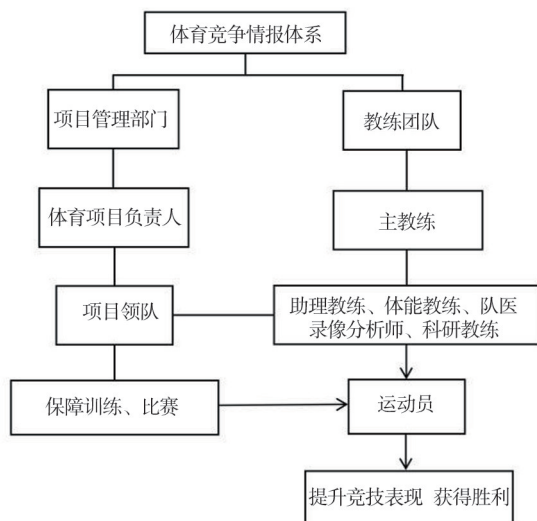 体育竞争情报体系
项目管理部门
教练团队
体育项目负责人
主教练
项目领队
助理教练、体能教练、队医
录像分析师、科研教练
保障训练、比赛
运动员
提升竞技表现 获得胜利